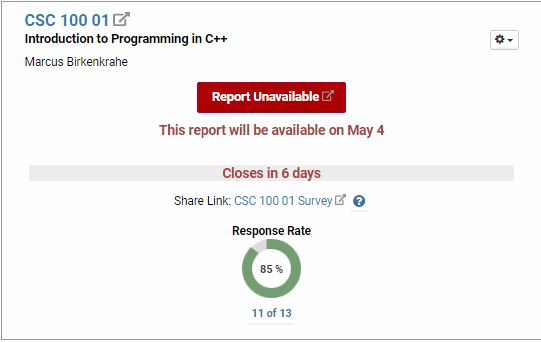 CSC 100 01
Introduction to Programming in C++
Marcus Birkenkrahe
Report Unavailable
This report will be available on May 4
Closes in 6 days
Share Link: CSC 100 01 Survey ?
Response Rate
85 %
11 of 13